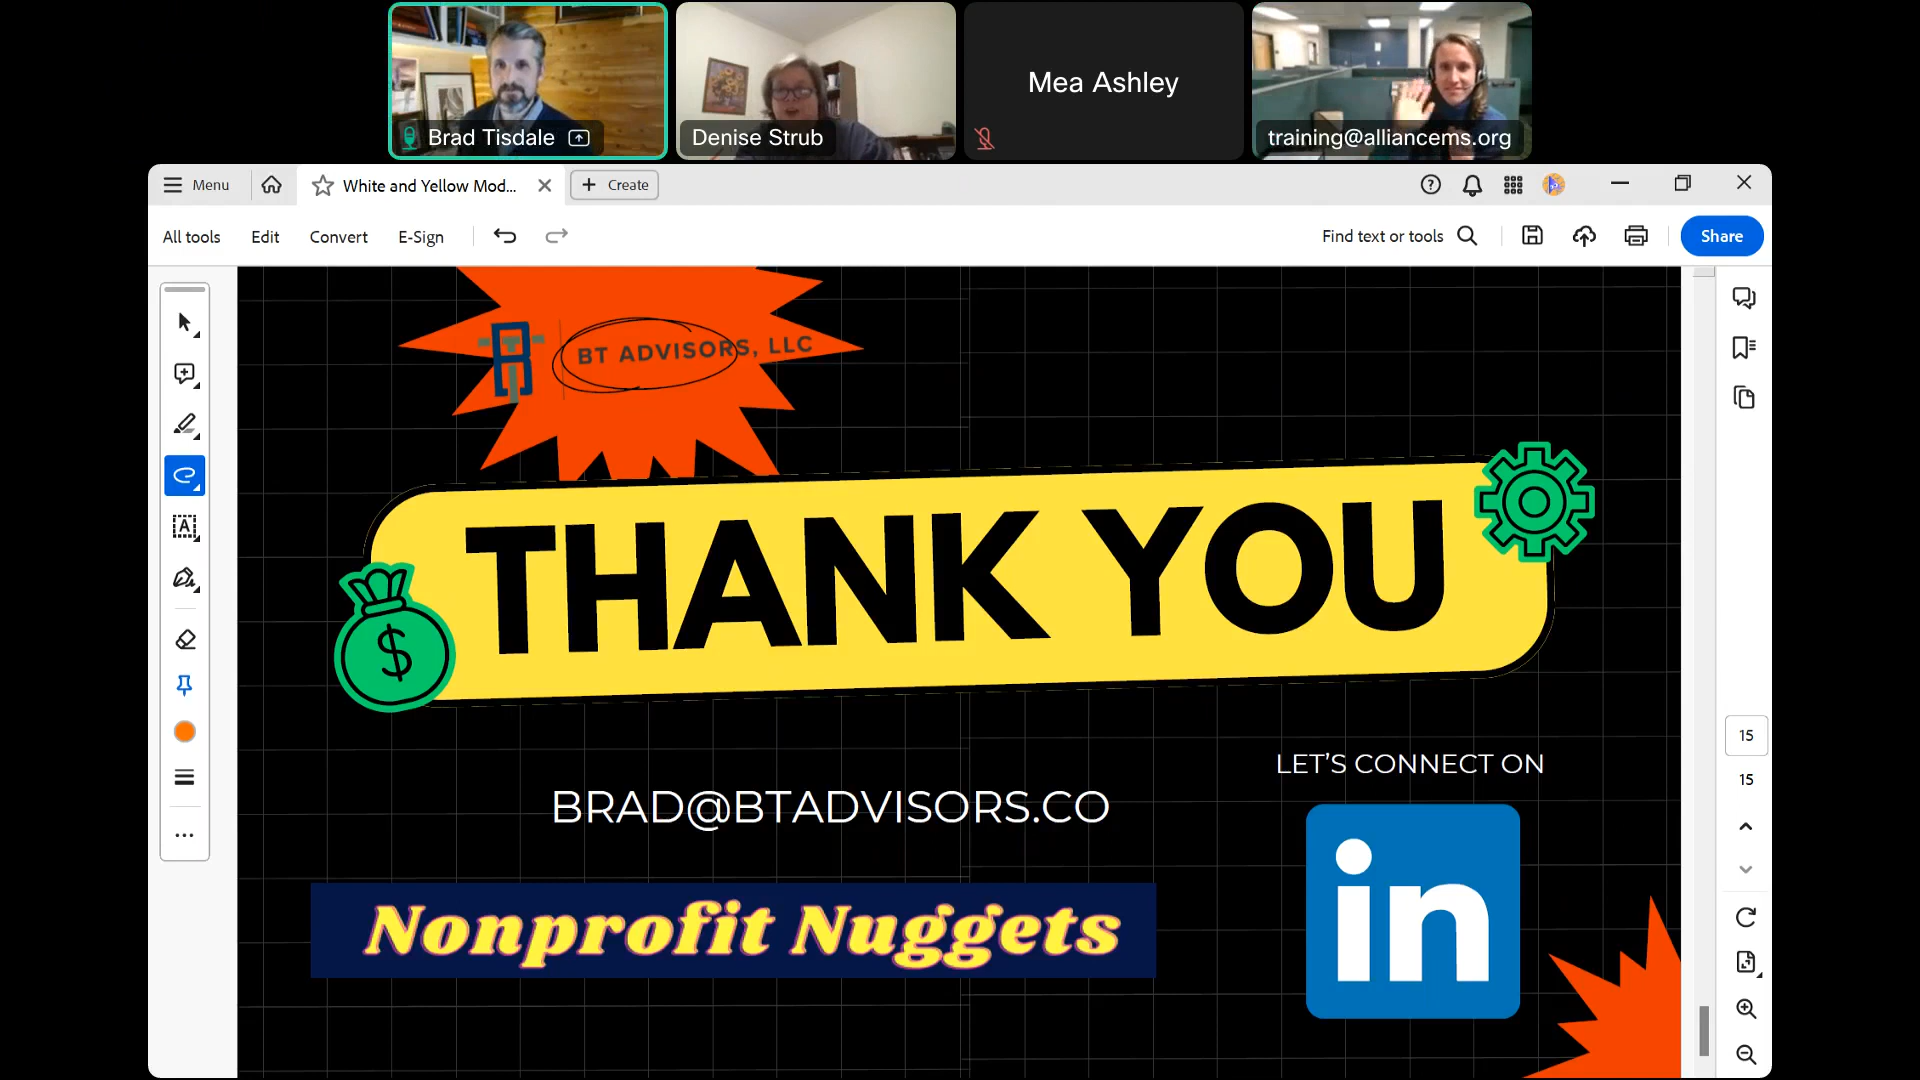 Brad Tisdale
Denise Strub
Mea Ashley
training@alliancems.org
Menu
White and Yellow Mod...
Create
All tools
Edit
Convert
E-Sign
Find text or tools
Share
BT ADVISORS, LLC
THANK YOU
$
LET'S CONNECT ON
BRAD@BTADVISORS.CO
in
Nonprofit Nuggets
15
15